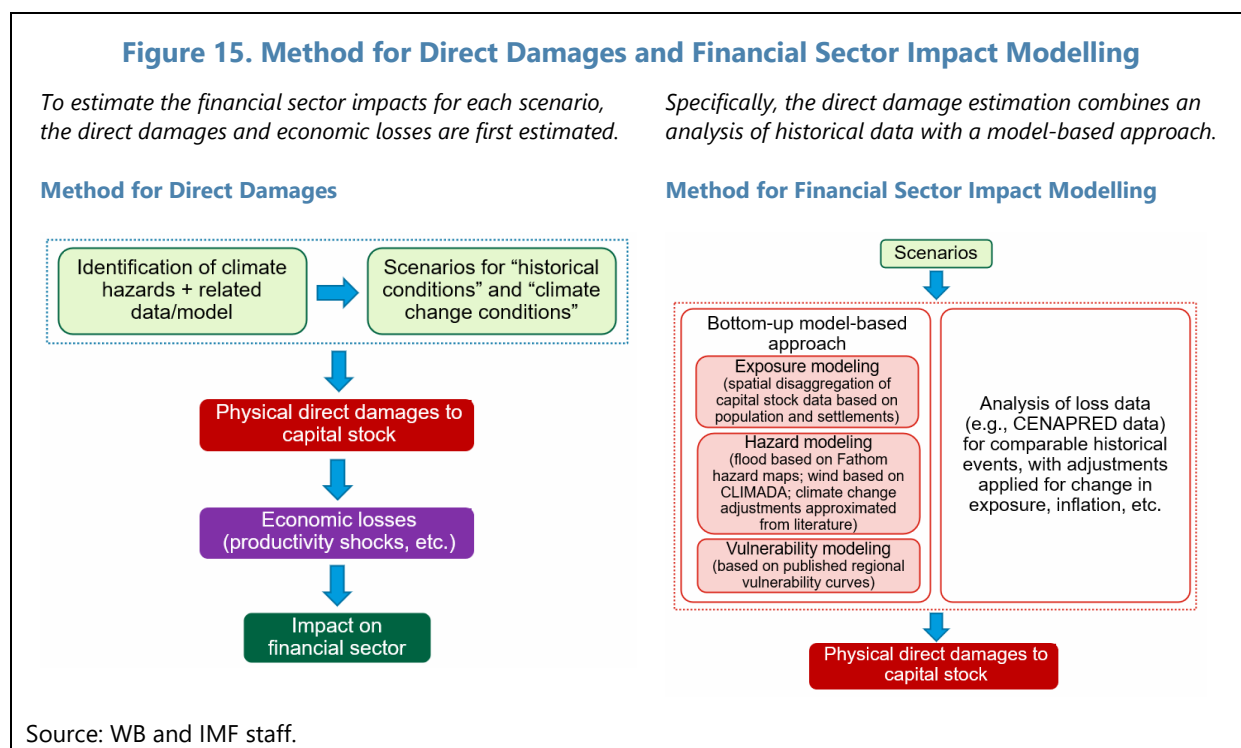 Figure 15. Method for Direct Damages and Financial Sector Impact Modelling
To estimate the financial sector impacts for each scenario,
the direct damages and economic losses are first estimated.
Specifically, the direct damage estimation combines an
analysis of historical data with a model-based approach.
Method for Direct Damages
Identification of climate
hazards + related
data/model
Scenarios for “historical
conditions” and “climate
change conditions”
Physical direct damages to
capital stock
Economic losses
(productivity shocks, etc.)
Impact on
financial sector
Method for Financial Sector Impact Modelling
Scenarios
Bottom-up model-based
approach
Exposure modeling
(spatial disaggregation of
capital stock data based on
population and settlements)
Hazard modeling
(flood based on Fathom
hazard maps; wind based on
CLIMADA; climate change
adjustments approximated
from literature)
Vulnerability modeling
(based on published regional
vulnerability curves)
Analysis of loss data
(e.g., CENAPRED data)
for comparable historical
events, with adjustments
applied for change in
exposure, inflation, etc.
Physical direct damages to
capital stock
Source: WB and IMF staff.